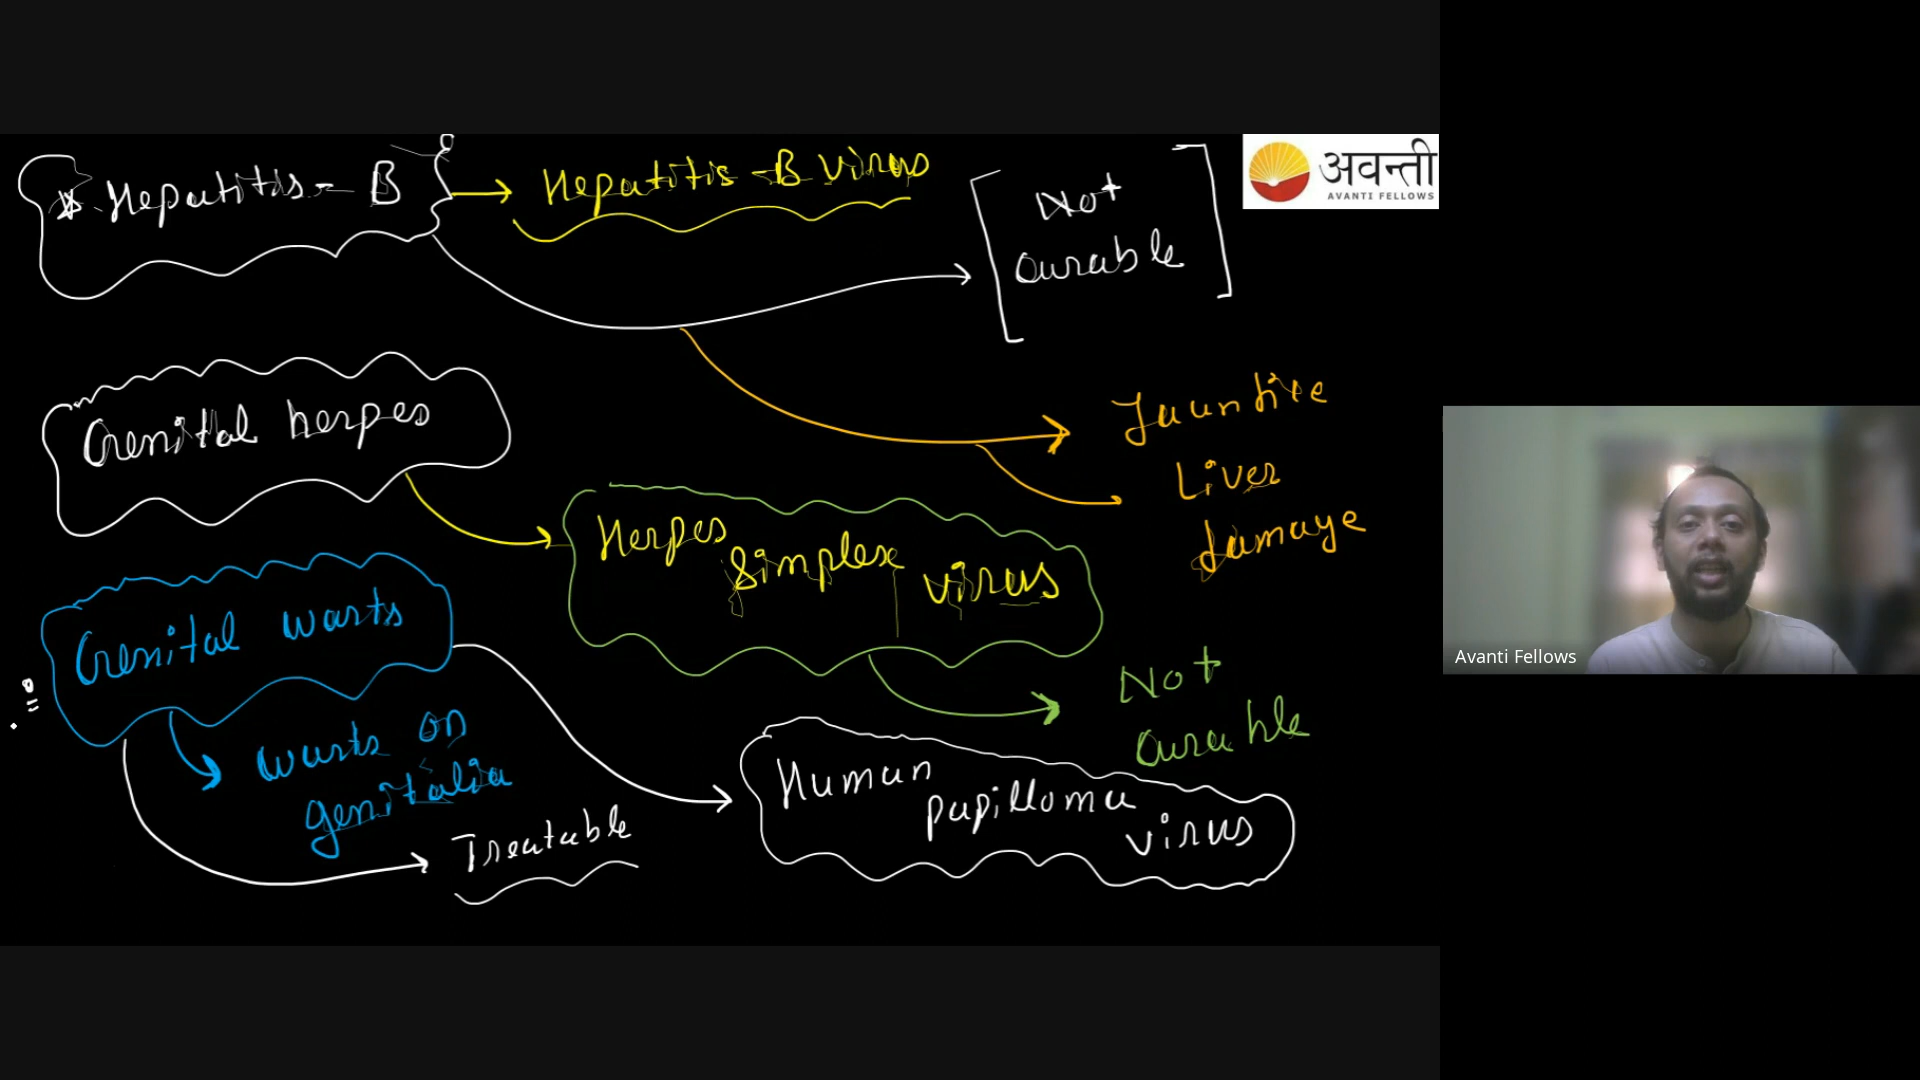 * Hepatitis - B
Hepatitis - B virus
Not
curable
अवन्ती
AVANTI FELLOWS
Jaundice
Liver
damage
Genital herpes
Herpes
simplex
virus
Not
curable
Genital warts
warts on
genitalia
Treatable
Human
papilloma
virus
Avanti Fellows